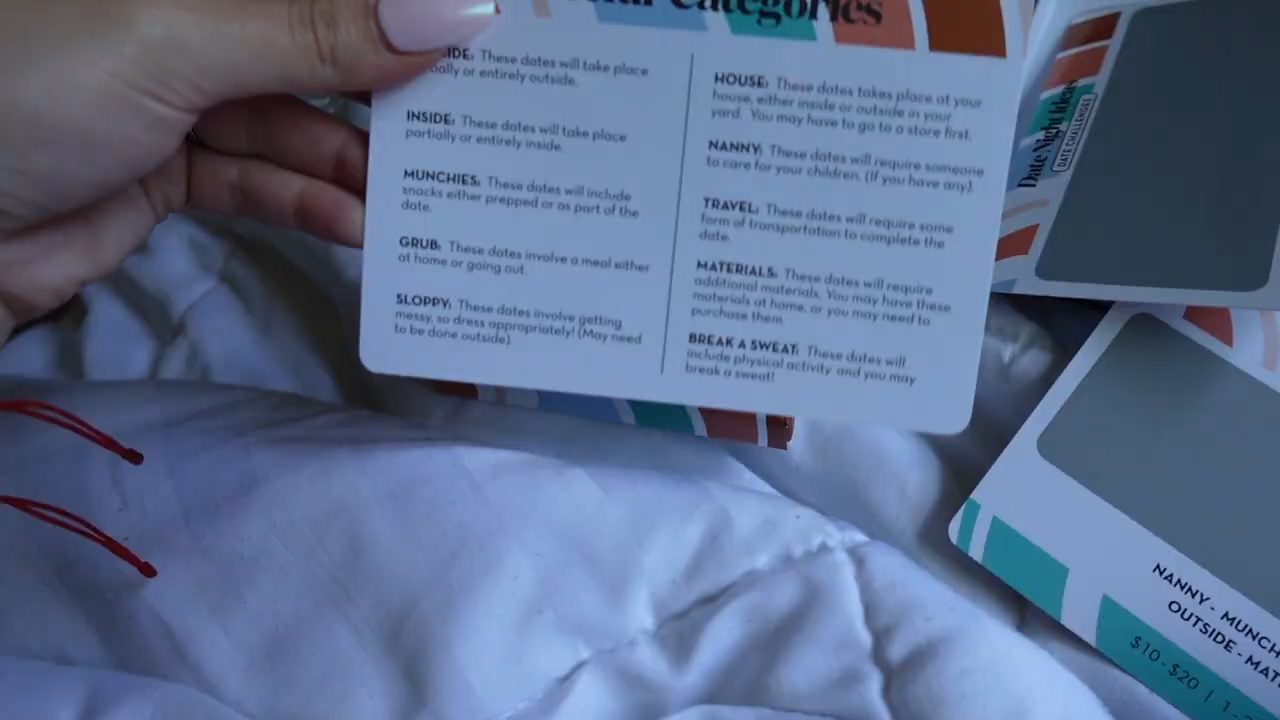 Categories
IDE: These dates will take place
ally or entirely outside.
INSIDE: These dates will take place
partially or entirely inside.
MUNCHIES: These dates will include
snacks either prepped or as part of the
date.
GRUB: These dates involve a meal either
at home or going out.
SLOPPY: These dates involve getting
messy, so dress appropriately! (May need
to be done outside).
HOUSE: These dates takes place at your
house, either inside or outside in your
yard. You may have to go to a store first.
NANNY: These dates will require someone
to care for your children. (If you have any).
TRAVEL: These dates will require some
form of transportation to complete the
date.
MATERIALS: These dates will require
additional materials. You may have these
materials at home, or you may need to
purchase them.
BREAK A SWEAT: These dates will
include physical activity and you may
break a sweat!
Date Night Ideas
DATE CHALLENGE
NANNY - MUNCH
OUTSIDE - MAT
$10-$20 | 1-